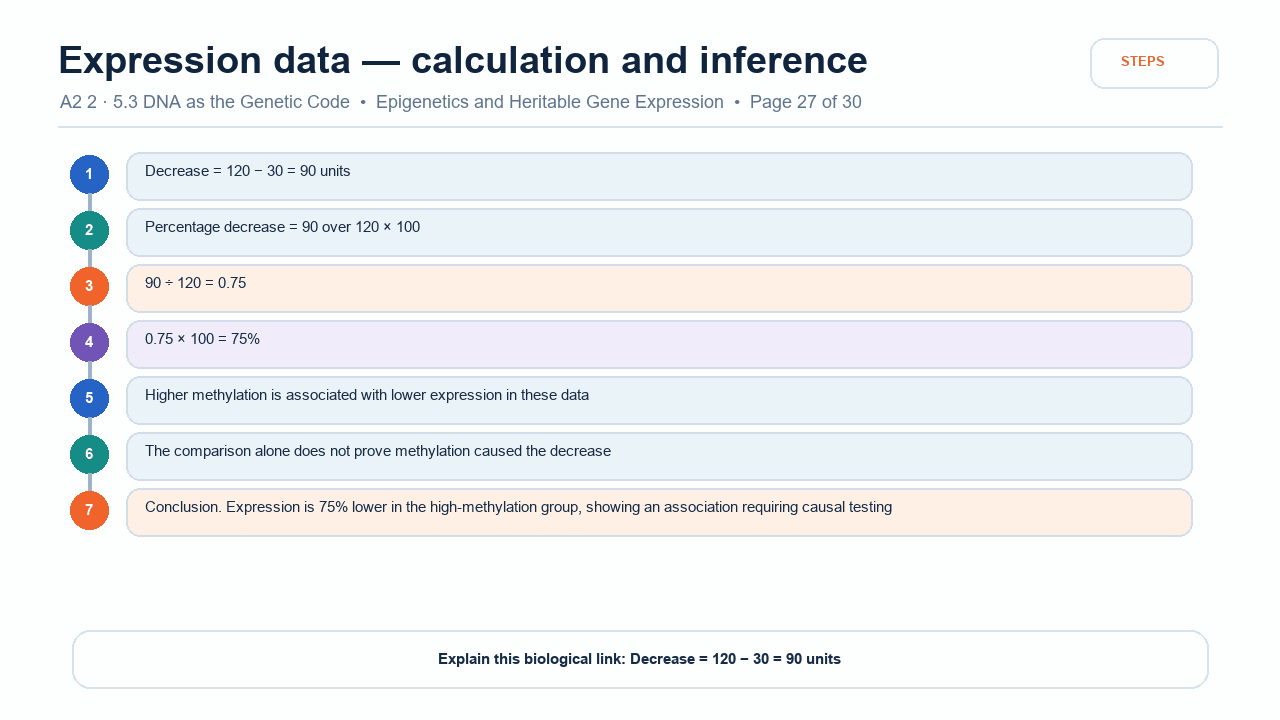 Expression data — calculation and inference
STEPS
A2 2 · 5.3 DNA as the Genetic Code • Epigenetics and Heritable Gene Expression • Page 27 of 30
1 Decrease = 120 − 30 = 90 units
2 Percentage decrease = 90 over 120 × 100
3 90 ÷ 120 = 0.75
4 0.75 × 100 = 75%
5 Higher methylation is associated with lower expression in these data
6 The comparison alone does not prove methylation caused the decrease
7 Conclusion. Expression is 75% lower in the high-methylation group, showing an association requiring causal testing
Explain this biological link: Decrease = 120 − 30 = 90 units